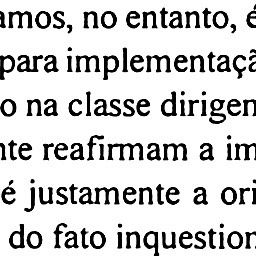 amos, no entanto, é
para implementaçã
o na classe dirigen
nte reafirmam a im
é justamente a ori
do fato inquestion